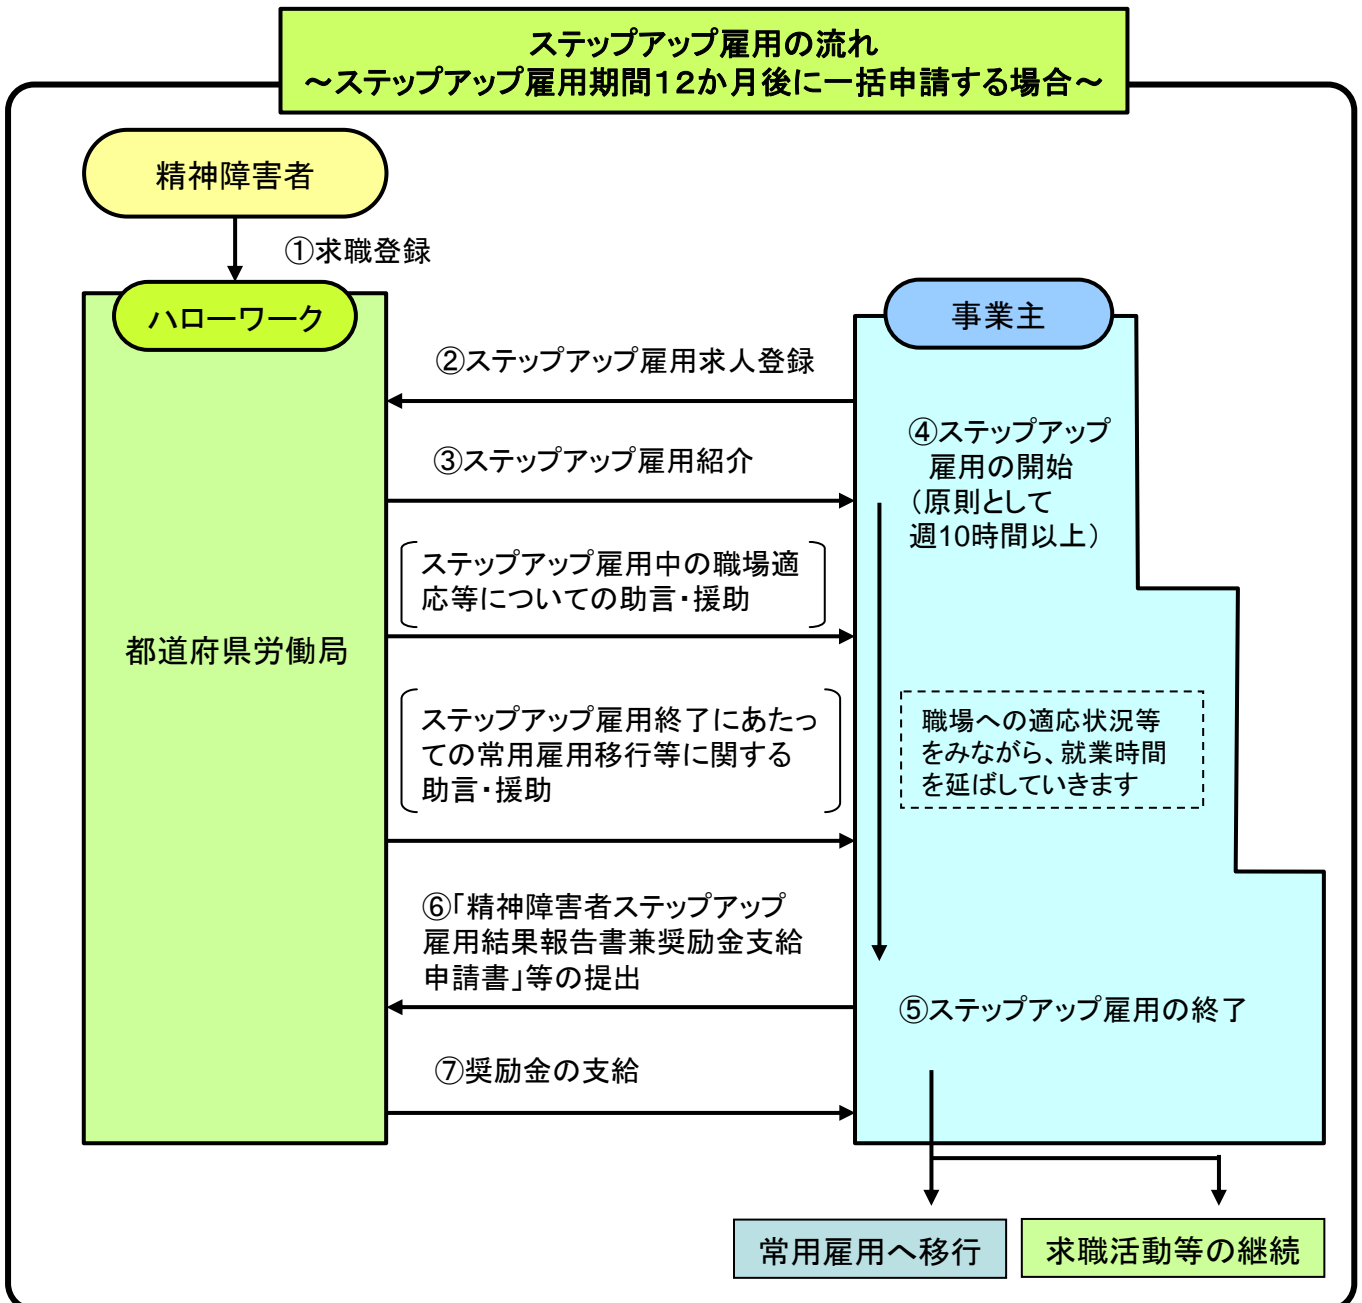 ステップアップ雇用の流れ
～ステップアップ雇用期間１２か月後に一括申請する場合～
精神障害者
①求職登録
ハローワーク
事業主
②ステップアップ雇用求人登録
④ステップアップ
雇用の開始
（原則として
週10時間以上）
③ステップアップ雇用紹介
ステップアップ雇用中の職場適
応等についての助言・援助
都道府県労働局
ステップアップ雇用終了にあたっ
ての常用雇用移行等に関する
助言・援助
職場への適応状況等
をみながら、就業時間
を延ばしていきます
⑥「精神障害者ステップアップ
雇用結果報告書兼奨励金支給
申請書」等の提出
⑤ステップアップ雇用の終了
⑦奨励金の支給
常用雇用へ移行
求職活動等の継続